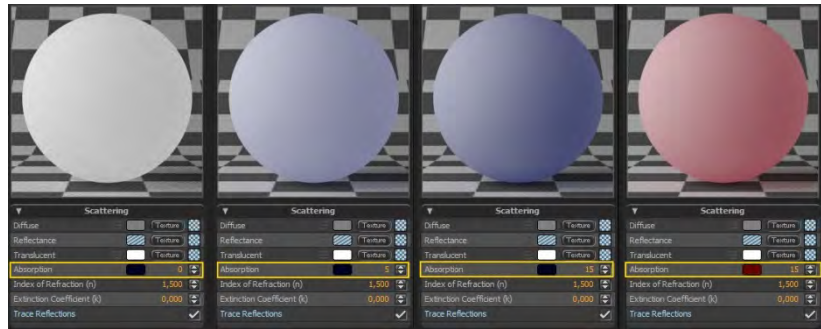 Scattering
Diffuse Texture
Reflectance Texture
Translucent Texture
Absorption 0
Index of Refraction (n) 1,500
Extinction Coefficient (k) 0,000
Trace Reflections
Scattering
Diffuse Texture
Reflectance Texture
Translucent Texture
Absorption 5
Index of Refraction (n) 1,500
Extinction Coefficient (k) 0,000
Trace Reflections
Scattering
Diffuse Texture
Reflectance Texture
Translucent Texture
Absorption 15
Index of Refraction (n) 1,500
Extinction Coefficient (k) 0,000
Trace Reflections
Scattering
Diffuse Texture
Reflectance Texture
Translucent Texture
Absorption 15
Index of Refraction (n) 1,500
Extinction Coefficient (k) 0,000
Trace Reflections